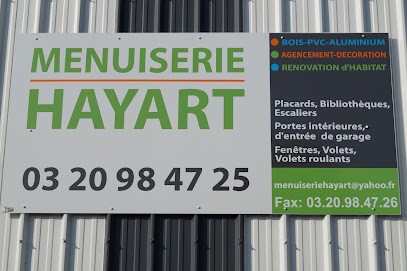 MENUISERIE
HAYART
03 20 98 47 25
BOIS-PVC-ALUMINIUM
AGENCEMENT-DECORATION
RENOVATION d'HABITAT
Placards, Bibliothèques,
Escaliers
Portes intérieures,
d'entrée de garage
Fenêtres, Volets,
Volets roulants
menuiseriehayart@yahoo.fr
Fax: 03.20.98.47.26